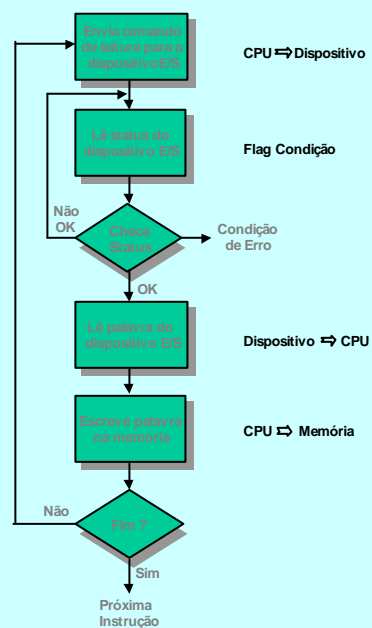 Envia comando
de leitura para o
dispositivoE/S
CPU ⇨ Dispositivo
Lê status do
dispositivo E/S
Flag Condição
Não
OK
Checa
Status
Condição
de Erro
OK
Lê palavra do
dispositivo E/S
Dispositivo ⇨ CPU
Escreve palavra
na memória
CPU ⇨ Memória
Não
Fim ?
Sim
Próxima
Instrução